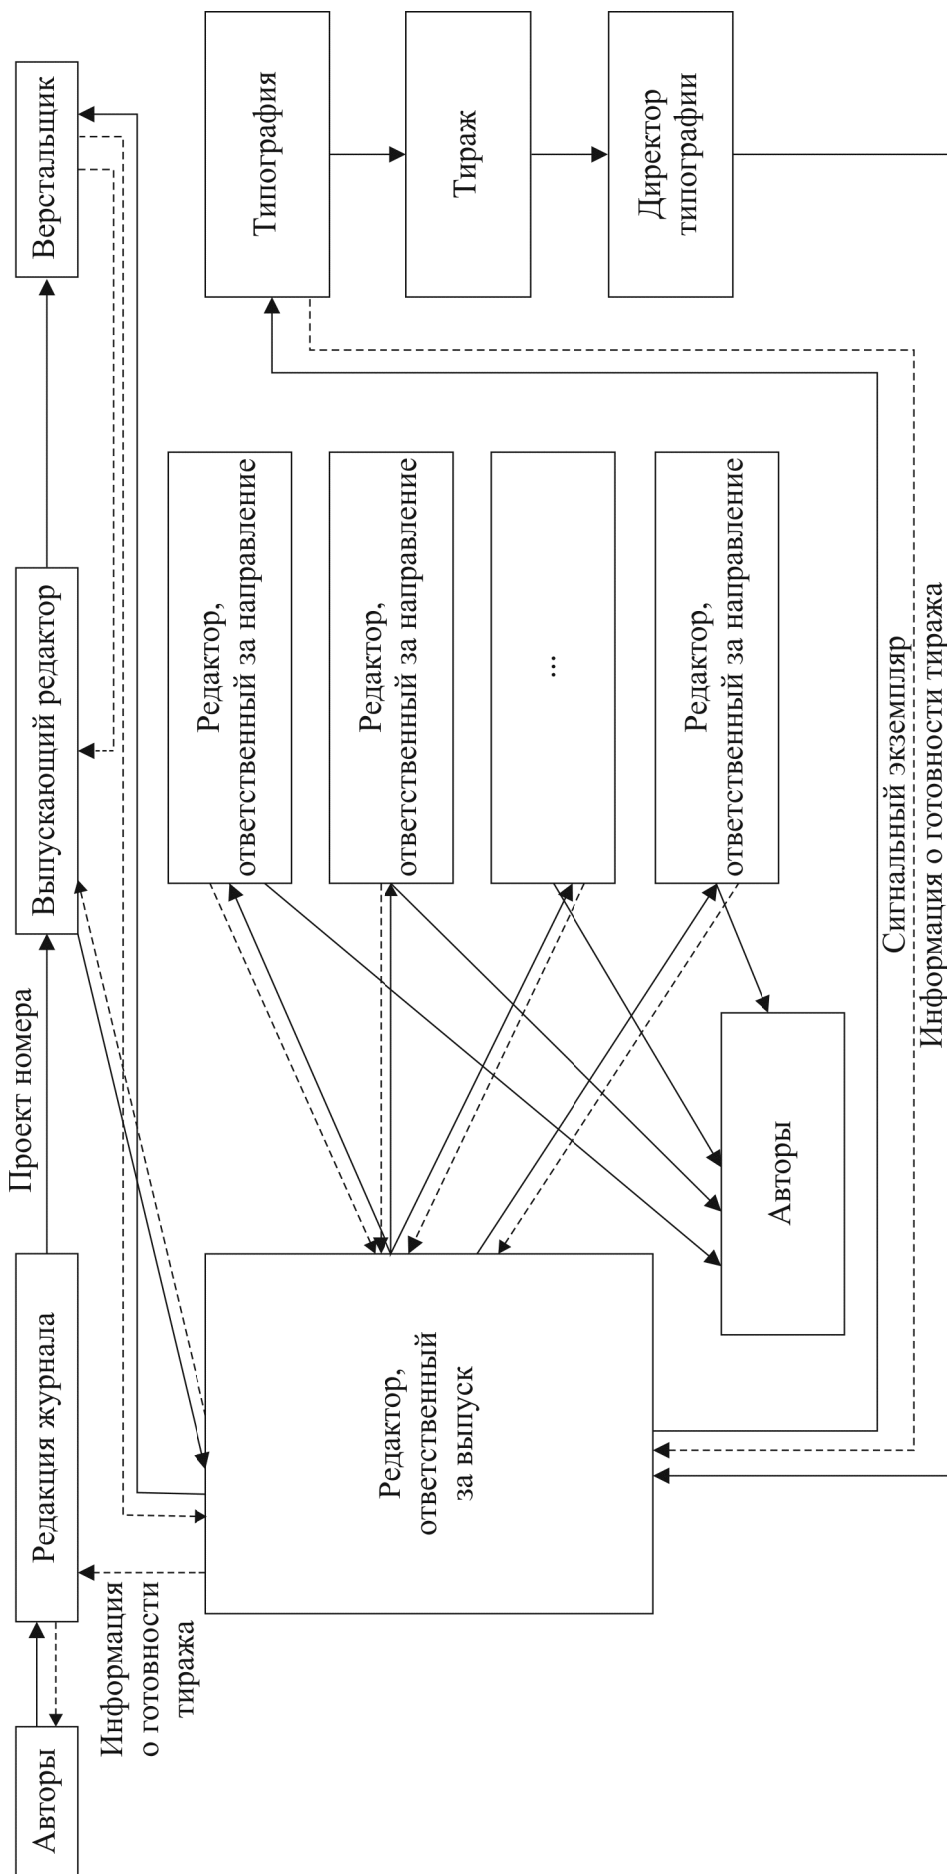 Авторы
Редакция журнала
Проект номера
Выпускающий редактор
Верстальщик
Информация
о готовности
тиража
Редактор,
ответственный
за выпуск
Редактор,
ответственный за направление
Редактор,
ответственный за направление
...
Редактор,
ответственный за направление
Авторы
Типография
Тираж
Директор
типографии
Сигнальный экземпляр
Информация о готовности тиража